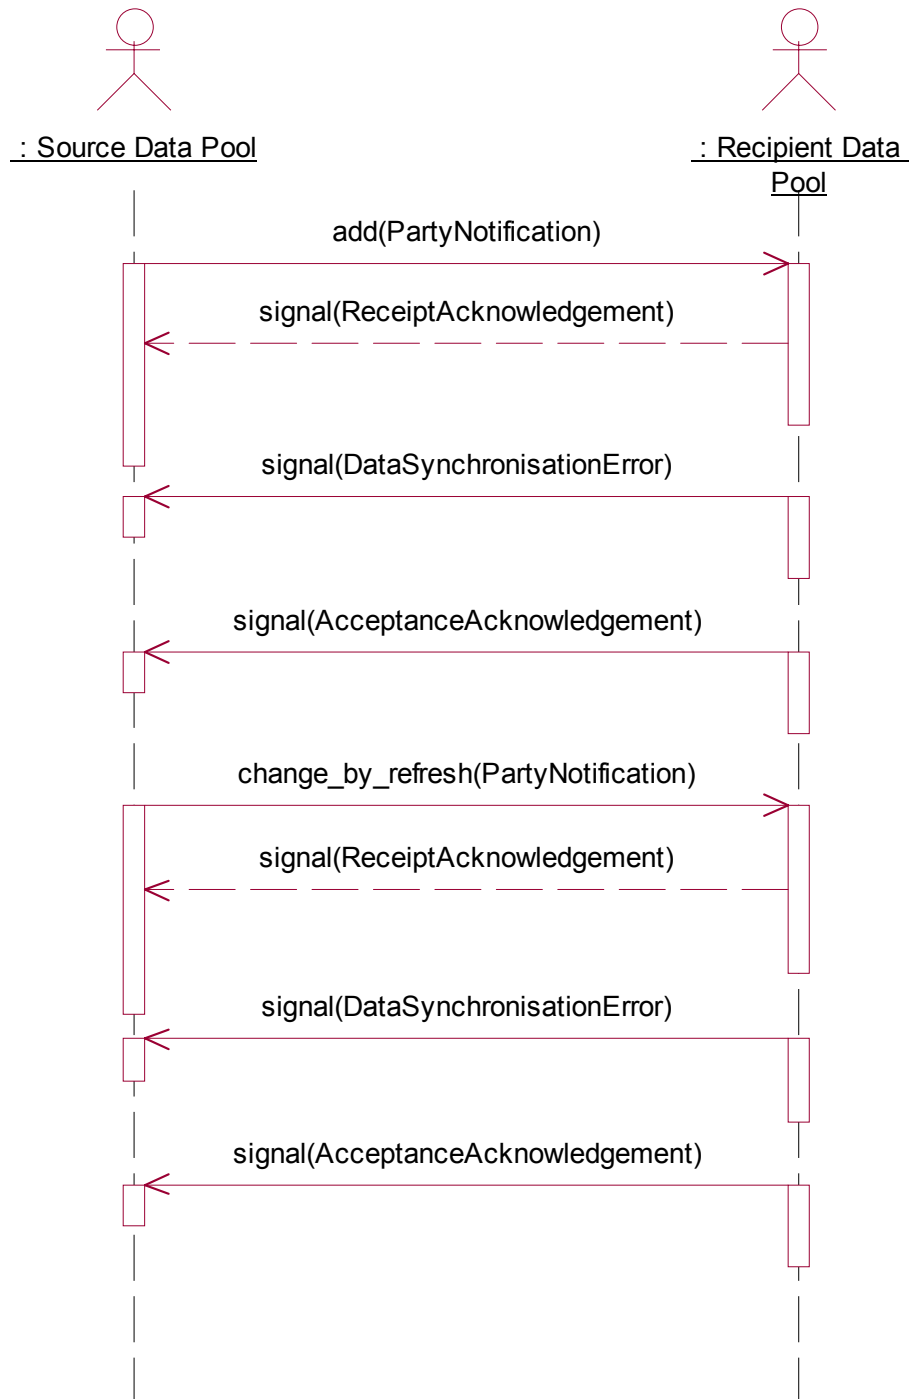 : Source Data Pool
: Recipient Data
Pool
add(PartyNotification)
signal(ReceiptAcknowledgement)
signal(DataSynchronisationError)
signal(AcceptanceAcknowledgement)
change_by_refresh(PartyNotification)
signal(ReceiptAcknowledgement)
signal(DataSynchronisationError)
signal(AcceptanceAcknowledgement)